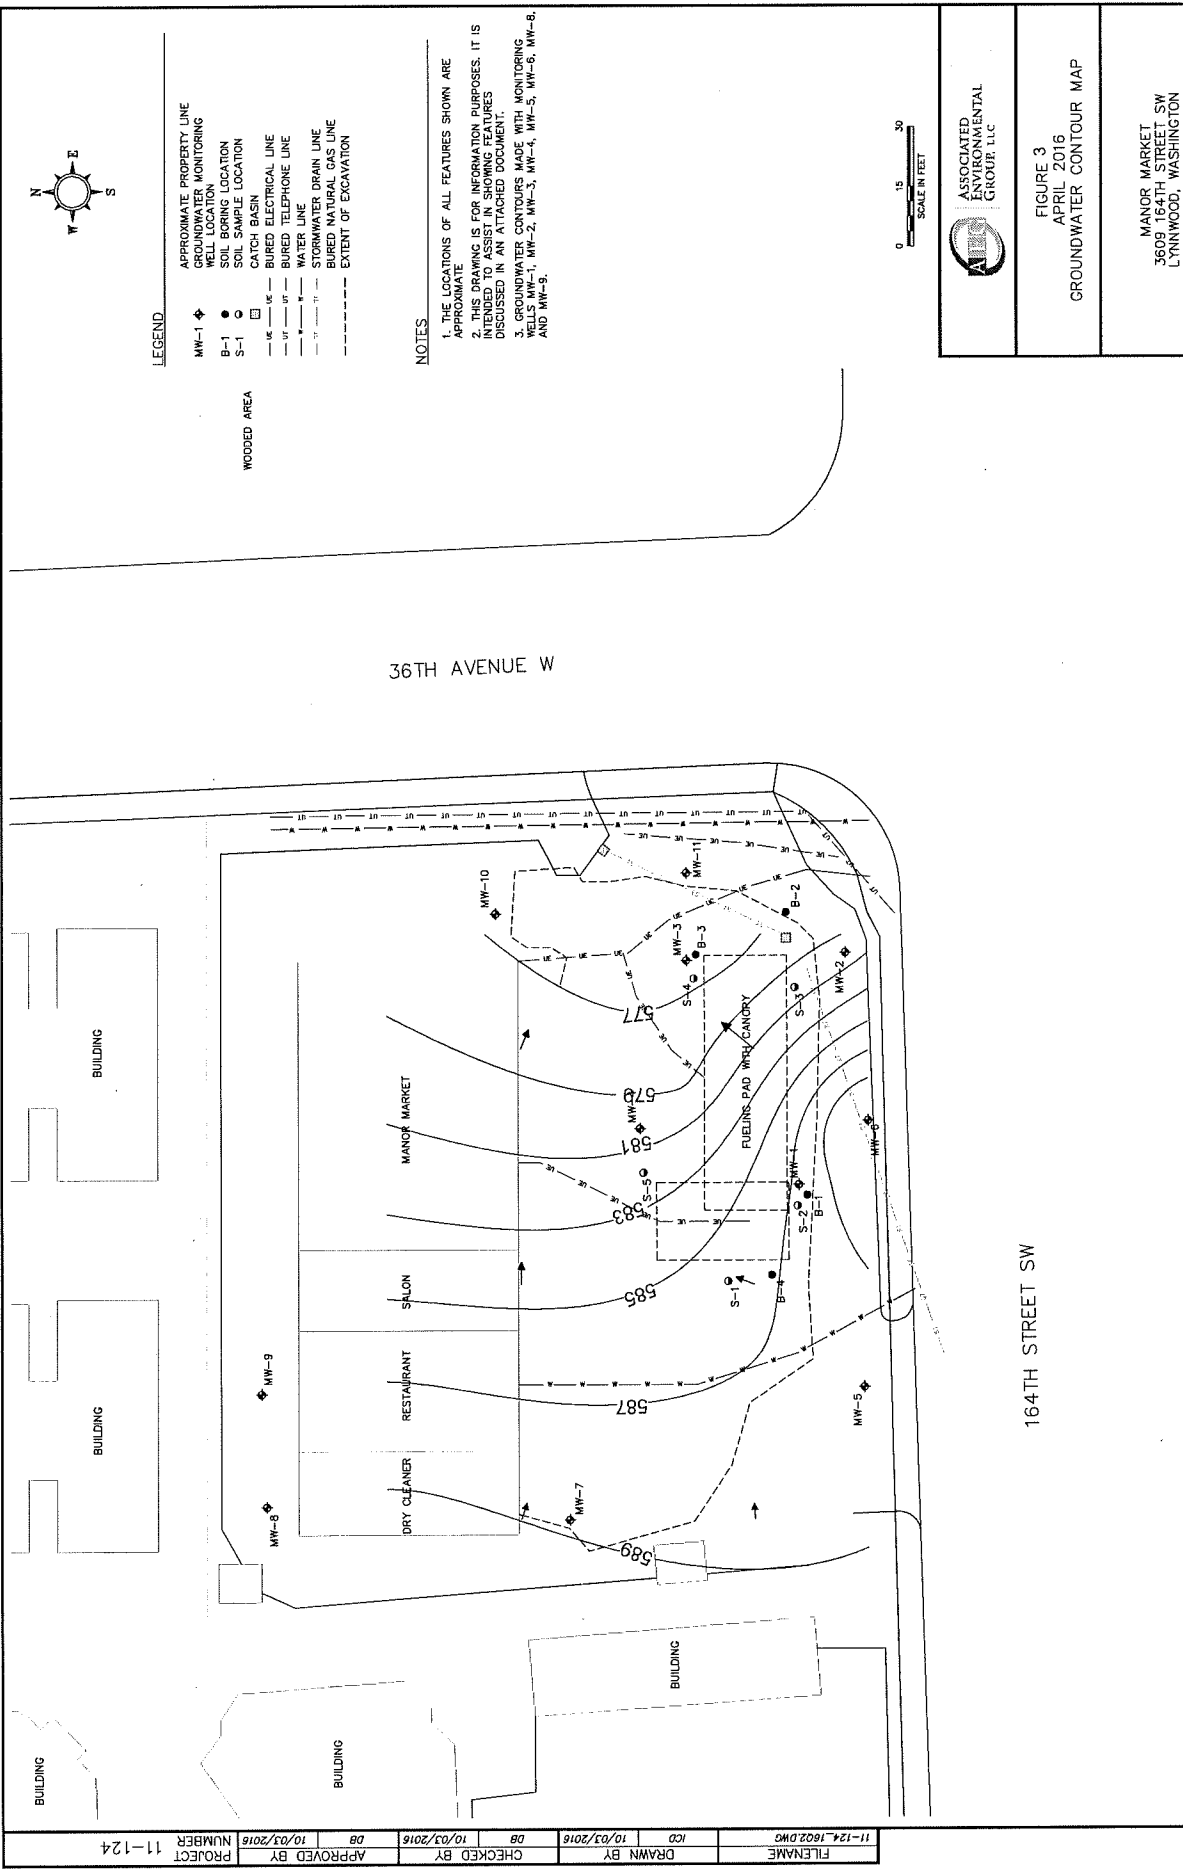 N
W
E
S
LEGEND
MW-1
APPROXIMATE PROPERTY LINE
GROUNDWATER MONITORING
WELL LOCATION
B-1
SOIL BORING LOCATION
S-1
SOIL SAMPLE LOCATION
CATCH BASIN
UE
BURED ELECTRICAL LINE
UT
BURED TELEPHONE LINE
W
WATER LINE
STORMWATER DRAIN LINE
BURED NATURAL GAS LINE
EXTENT OF EXCAVATION
NOTES
1. THE LOCATIONS OF ALL FEATURES SHOWN ARE
APPROXIMATE
2. THIS DRAWING IS FOR INFORMATION PURPOSES. IT IS
INTENDED TO ASSIST IN SHOWING FEATURES
DISCUSSED IN AN ATTACHED DOCUMENT.
3. GROUNDWATER CONTOURS MADE WITH MONITORING
WELLS MW-1, MW-2, MW-3, MW-4, MW-5, MW-6, MW-8,
AND MW-9.
WOODED AREA
36TH AVENUE W
164TH STREET SW
BUILDING
BUILDING
BUILDING
BUILDING
BUILDING
MW-8
MW-9
MW-10
DRY CLEANER
RESTAURANT
SALON
MANOR MARKET
MW-7
589
587
585
583
581
579
577
S-5
MW
S-4
MW-3
B-3
MW-11
FUELING PAD WITH CANOPY
S-1
B-4
S-2
B-1
MW-1
S-3
B-2
MW-2
MW-5
MW-6
0
15
30
SCALE IN FEET
ASSOCIATED
ENVIRONMENTAL
GROUP, LLC
FIGURE 3
APRIL 2016
GROUNDWATER CONTOUR MAP
MANOR MARKET
3609 164TH STREET SW
LYNNWOOD, WASHINGTON
FILENAME
11-124_16Q2.DWG
DRAWN BY
ICD
10/03/2016
CHECKED BY
DB
10/03/2016
APPROVED BY
DB
10/03/2016
PROJECT
NUMBER
11-124